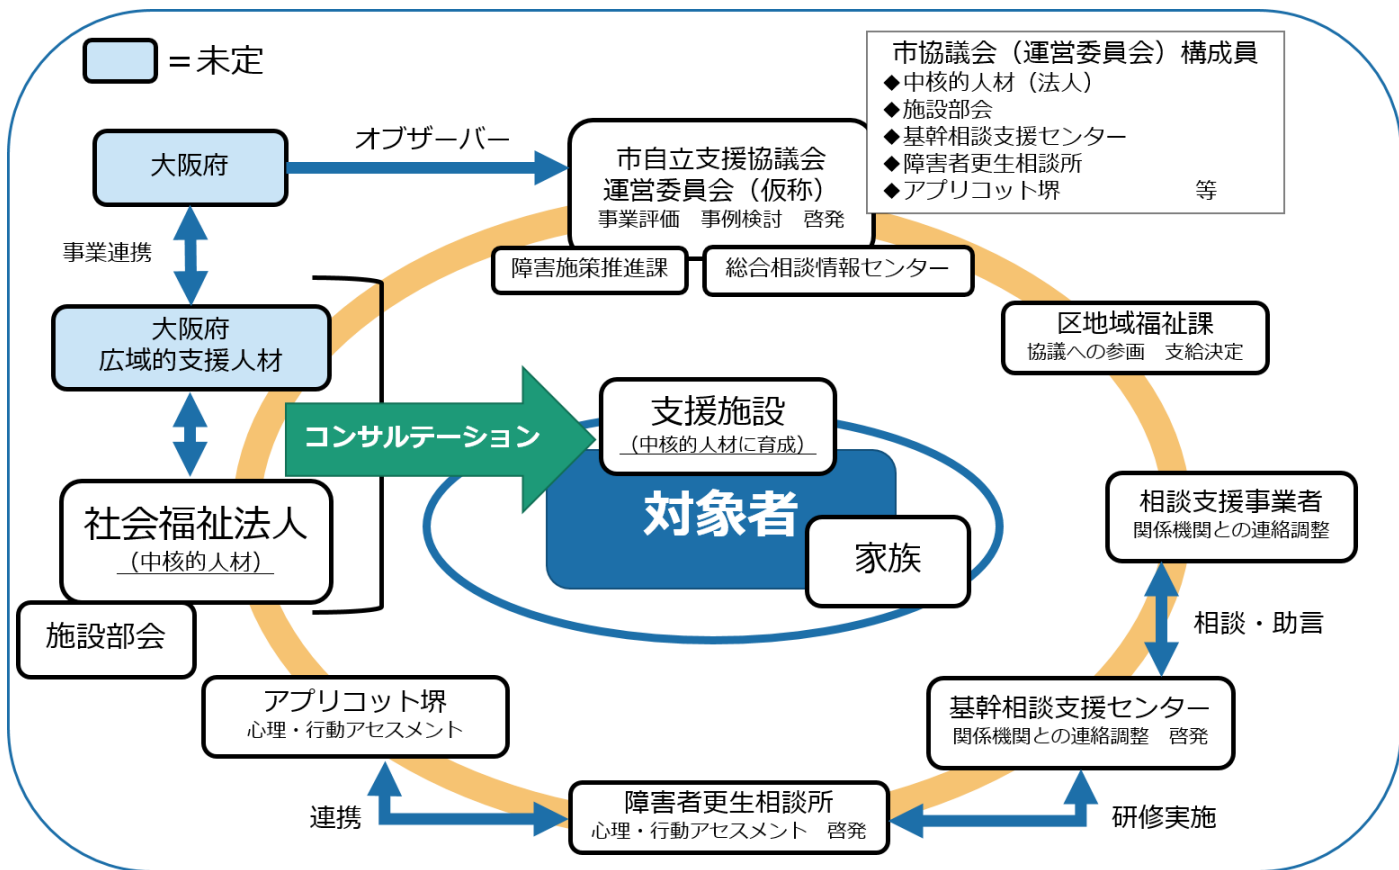 ＝未定
市協議会（運営委員会）構成員
◆中核的人材（法人）
◆施設部会
◆基幹相談支援センター
◆障害者更生相談所
◆アプリコット堺　　　　　　等
大阪府
オブザーバー
市自立支援協議会
運営委員会（仮称）
事業評価　事例検討　啓発
障害施策推進課
総合相談情報センター
事業連携
大阪府
広域的支援人材
区地域福祉課
協議への参画　支給決定
コンサルテーション
支援施設
（中核的人材に育成）
対象者
家族
社会福祉法人
（中核的人材）
施設部会
相談支援事業者
関係機関との連絡調整
相談・助言
アプリコット堺
心理・行動アセスメント
基幹相談支援センター
関係機関との連絡調整　啓発
連携
障害者更生相談所
心理・行動アセスメント　啓発
研修実施